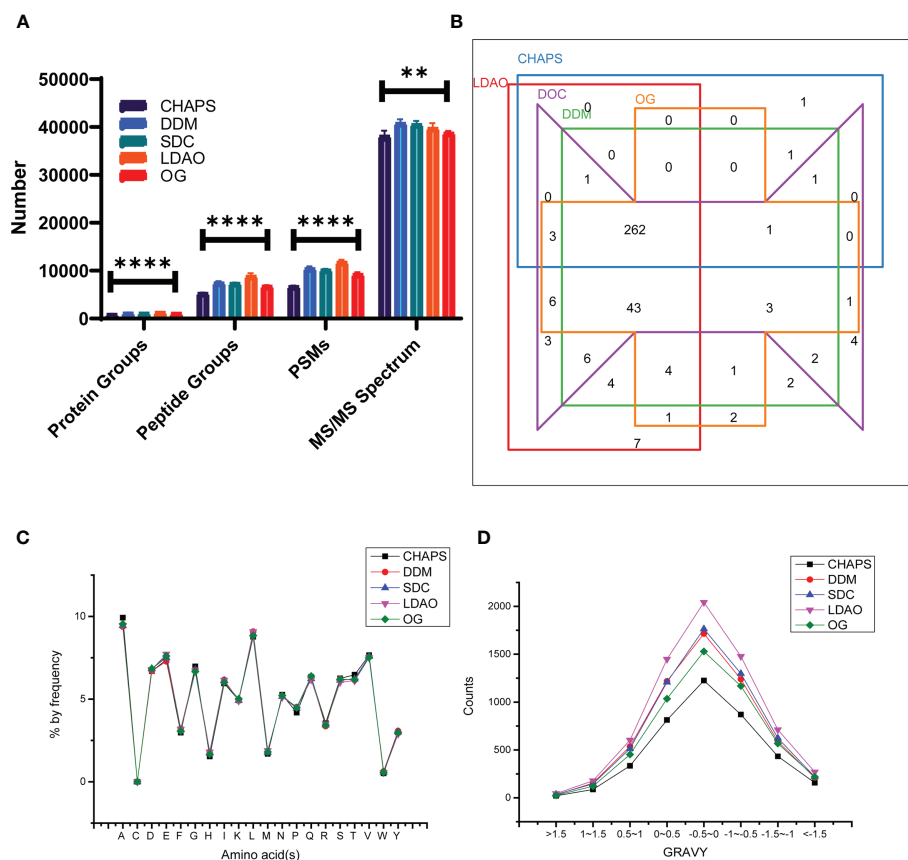 A
50000
40000
30000
20000
10000
0
Number
CHAPS
DDM
SDC
LDAO
OG
****
****
****
**
Protein Groups
Peptide Groups
PSMs
MS/MS Spectrum
B
CHAPS
LDAO
DOC
OG
DDM
0
1
0
0
0
1
0
0
1
1
0
0
3
262
1
0
6
43
3
1
3
4
6
4
1
2
4
2
1
2
7
C
CHAPS
DDM
SDC
LDAO
OG
10
5
0
% by frequency
A C D E F G H I K L M N P Q R S T V W Y
Amino acid(s)
D
CHAPS
DDM
SDC
LDAO
OG
2000
1500
1000
500
0
Counts
>1.5 1~1.5 0.5~1 0~0.5 -0.5~0 -1~-0.5 -1.5~-1 <-1.5
GRAVY